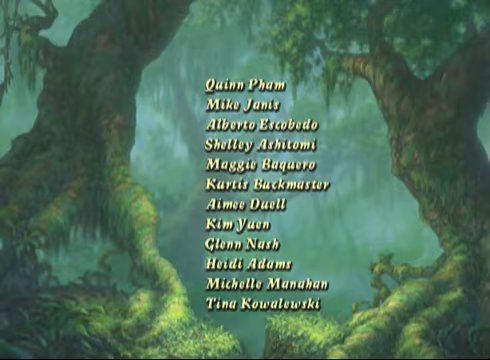 Quinn Pham
Mike Janis
Alberto Escobedo
Shelley Ashitomi
Maggie Baquero
Kurtis Buckmaster
Aimee Duell
Kim Yuen
Glenn Nash
Heidi Adams
Michelle Manahan
Tina Kowalewski